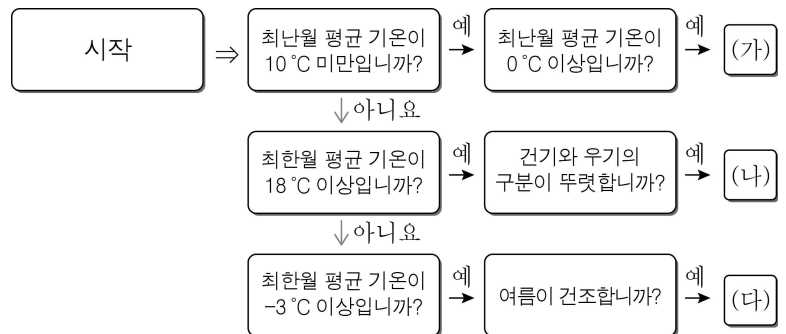 시작
⇒
최난월 평균 기온이
10 ℃ 미만입니까?
예
최난월 평균 기온이
0 ℃ 이상입니까?
예
(가)
아니요
최한월 평균 기온이
18 ℃ 이상입니까?
예
건기와 우기의
구분이 뚜렷합니까?
예
(나)
아니요
최한월 평균 기온이
-3 ℃ 이상입니까?
예
여름이 건조합니까?
예
(다)